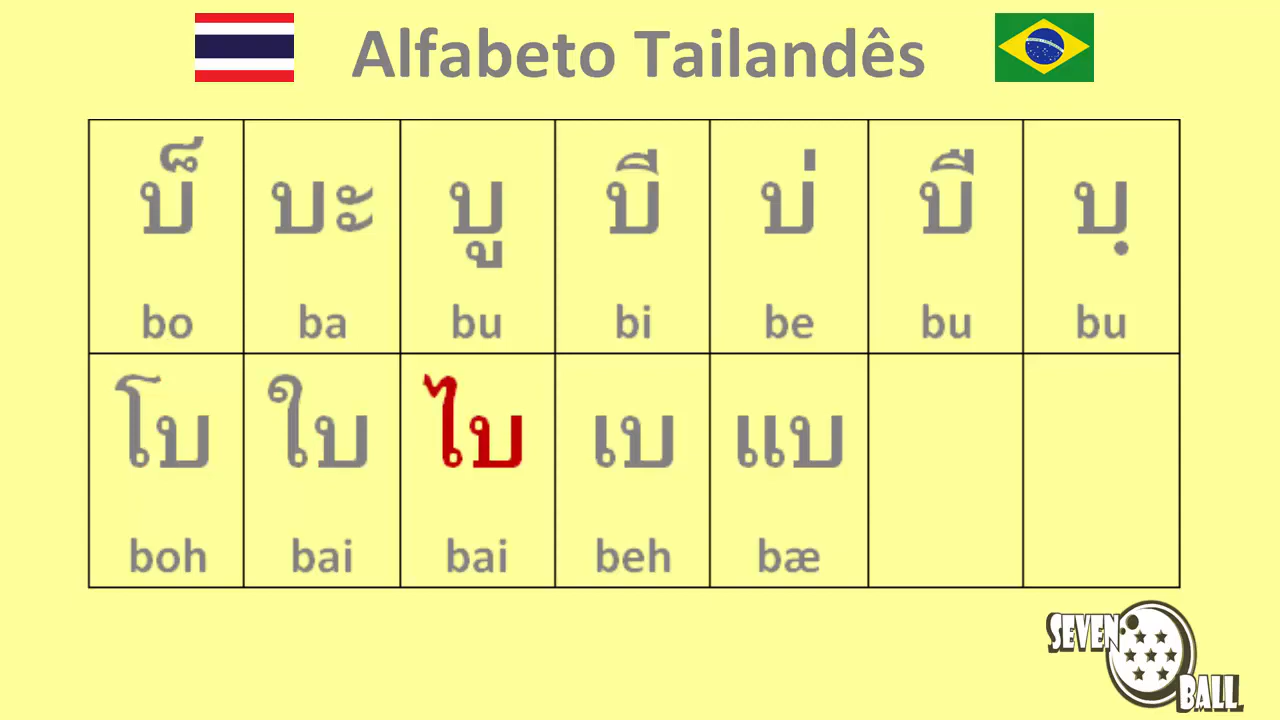 Alfabeto Tailandês
บ็ บะ บู บี บ่ บื บฺ
bo ba bu bi be bu bu
โบ ใบ ไบ เบ แบ
boh bai bai beh bæ
SEVEN
BALL